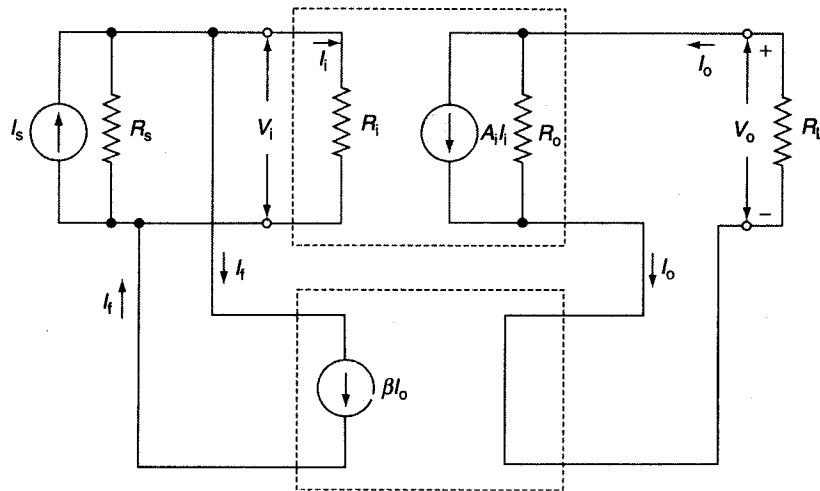 I_s
R_s
V_i
I_i
R_i
A_iI_i
R_o
I_o
+
V_o
−
R_L
I_f
I_f
I_o
βI_o